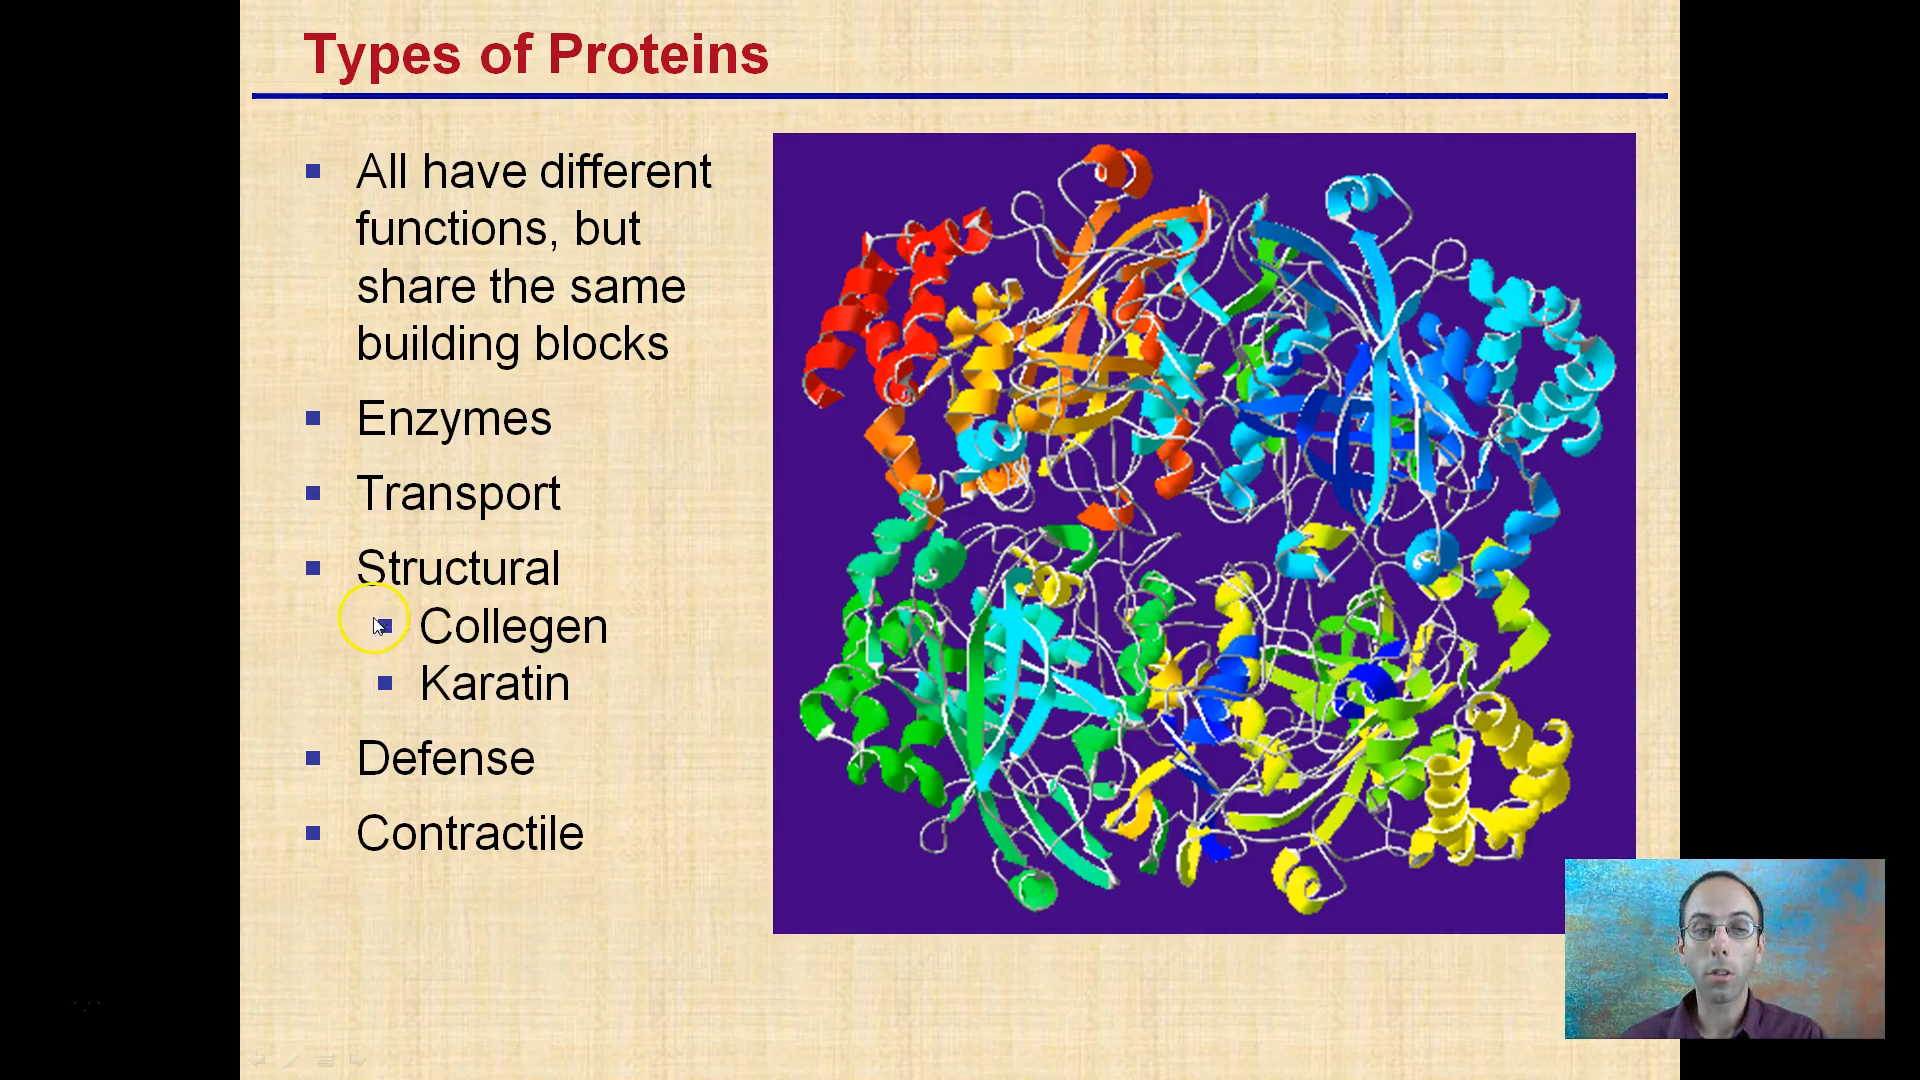 Types of Proteins
All have different
functions, but
share the same
building blocks
Enzymes
Transport
Structural
Collegen
Karatin
Defense
Contractile